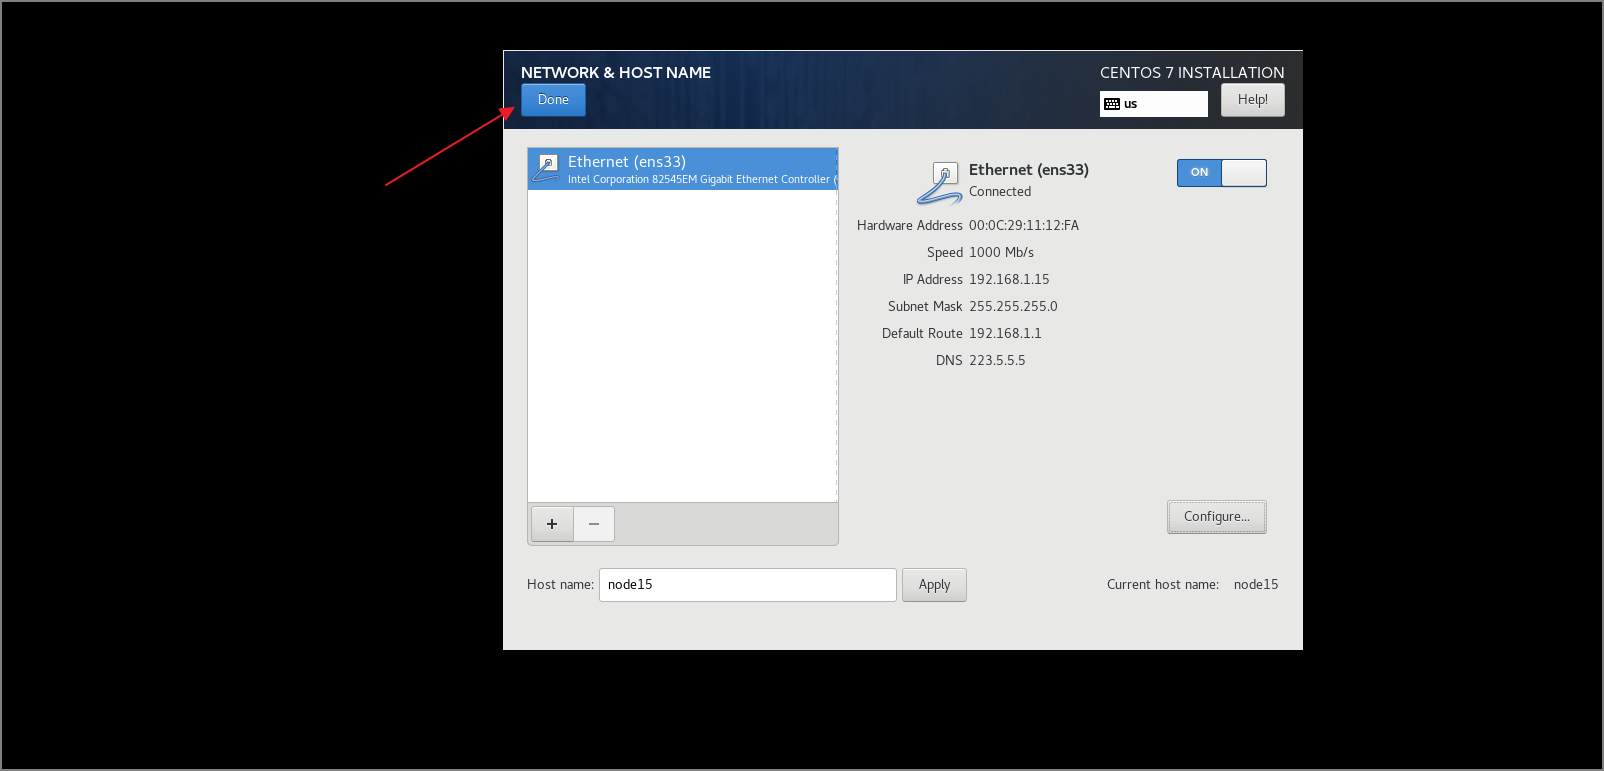 NETWORK & HOST NAME
CENTOS 7 INSTALLATION
Done
us
Help!
Ethernet (ens33)
Intel Corporation 82545EM Gigabit Ethernet Controller (
Ethernet (ens33)
Connected
ON
Hardware Address 00:0C:29:11:12:FA
Speed 1000 Mb/s
IP Address 192.168.1.15
Subnet Mask 255.255.255.0
Default Route 192.168.1.1
DNS 223.5.5.5
+ −
Configure...
Host name: node15 Apply
Current host name: node15